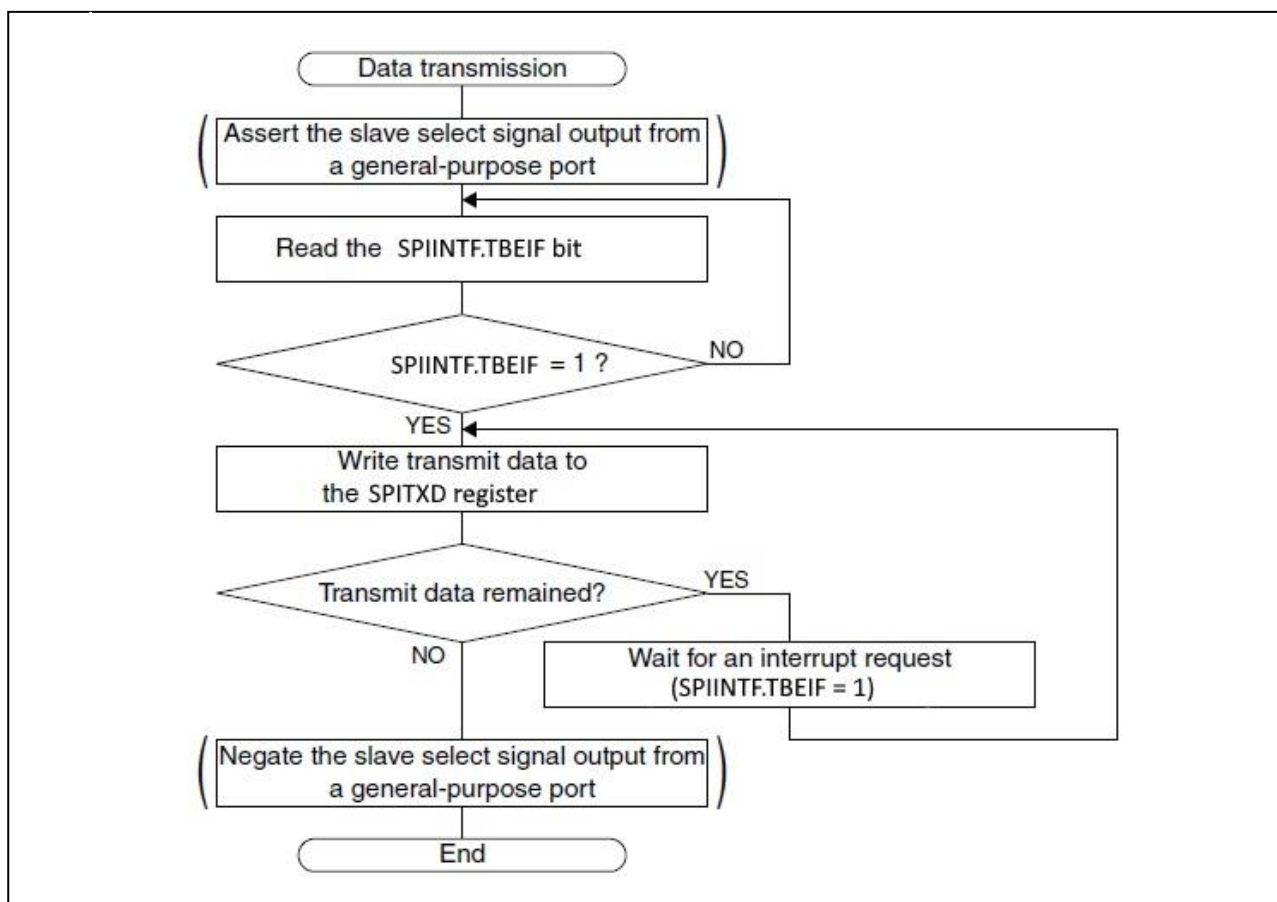 Data transmission
Assert the slave select signal output from
a general-purpose port
Read the SPIINTF.TBEIF bit
SPIINTF.TBEIF = 1 ?
NO
YES
Write transmit data to
the SPITXD register
Transmit data remained?
YES
NO
Wait for an interrupt request
(SPIINTF.TBEIF = 1)
Negate the slave select signal output from
a general-purpose port
End